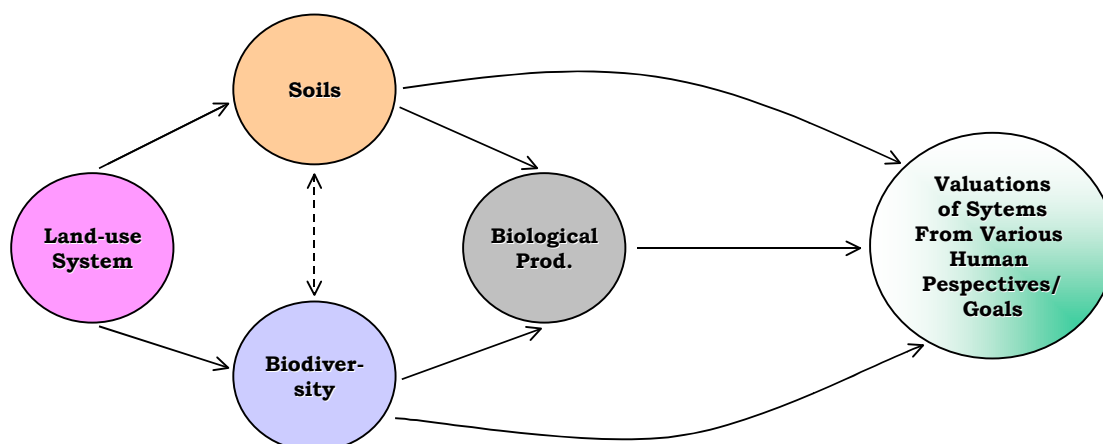 Soils
Land-use
System
Biological
Prod.
Valuations
of Sytems
From Various
Human
Pespectives/
Goals
Biodiver-
sity